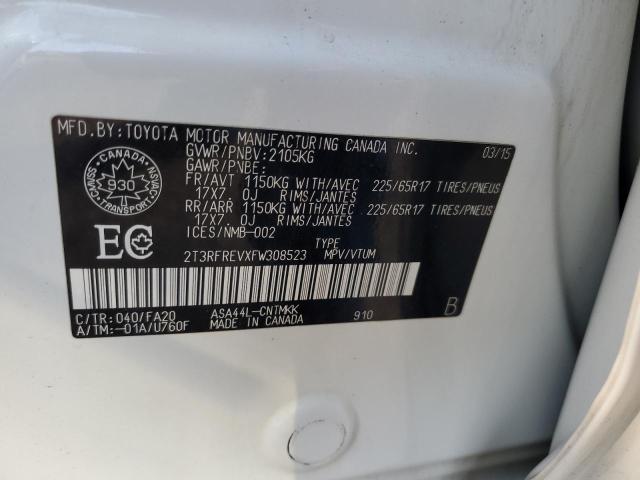 MFD.BY:TOYOTA MOTOR MANUFACTURING CANADA INC. 03/15
GVWR/PNBV:2105KG
GAWR/PNBE:
FR/AVT 1150KG WITH/AVEC 225/65R17 TIRES/PNEUS
17X7.0J RIMS/JANTES
RR/ARR 1150KG WITH/AVEC 225/65R17 TIRES/PNEUS
17X7.0J RIMS/JANTES
ICES/NMB-002
CANADA
CMVSS
930
NSVAC
TRANSPORT
EC
TYPE
2T3RFREVXFW308523 MPV/VTUM
B
C/TR:040/FA20 ASA44L-CNTMKK 910
A/TM:-01A/U760F MADE IN CANADA